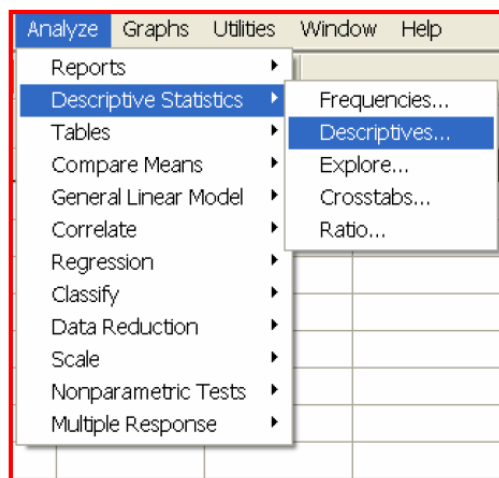 Analyze Graphs Utilities Window Help
Reports
Descriptive Statistics
Tables
Compare Means
General Linear Model
Correlate
Regression
Classify
Data Reduction
Scale
Nonparametric Tests
Multiple Response
Frequencies...
Descriptives...
Explore...
Crosstabs...
Ratio...